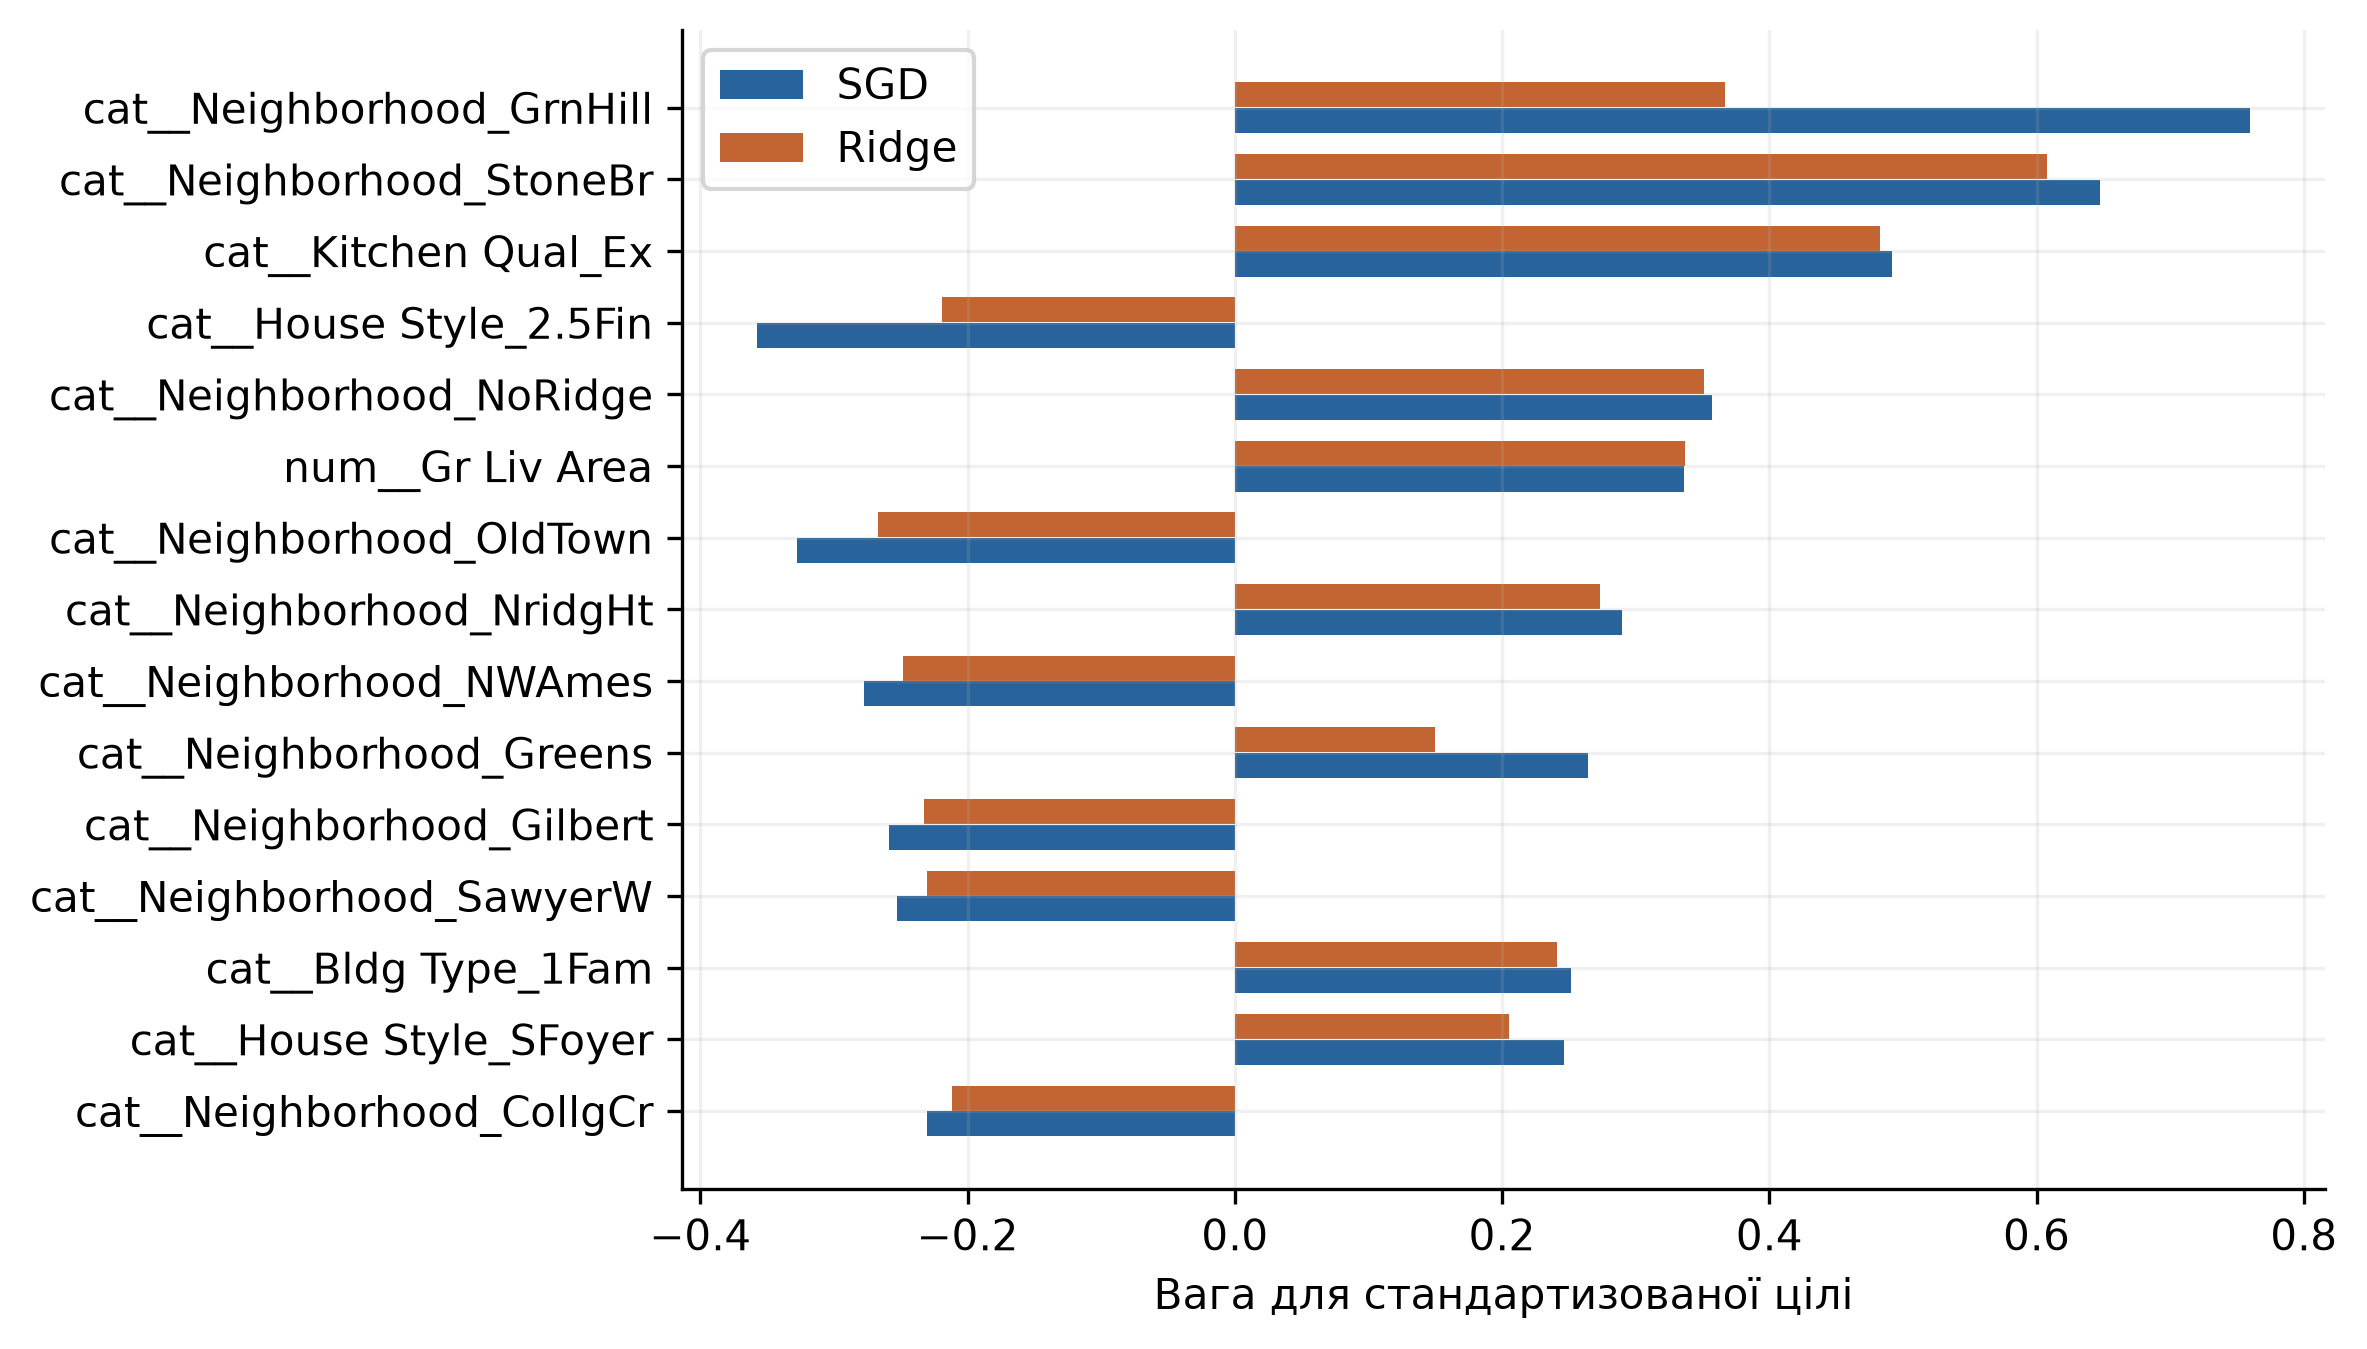 SGD
Ridge
cat__Neighborhood_GrnHill
cat__Neighborhood_StoneBr
cat__Kitchen Qual_Ex
cat__House Style_2.5Fin
cat__Neighborhood_NoRidge
num__Gr Liv Area
cat__Neighborhood_OldTown
cat__Neighborhood_NridgHt
cat__Neighborhood_NWAmes
cat__Neighborhood_Greens
cat__Neighborhood_Gilbert
cat__Neighborhood_SawyerW
cat__Bldg Type_1Fam
cat__House Style_SFoyer
cat__Neighborhood_CollgCr
−0.4 −0.2 0.0 0.2 0.4 0.6 0.8
Вага для стандартизованої цілі